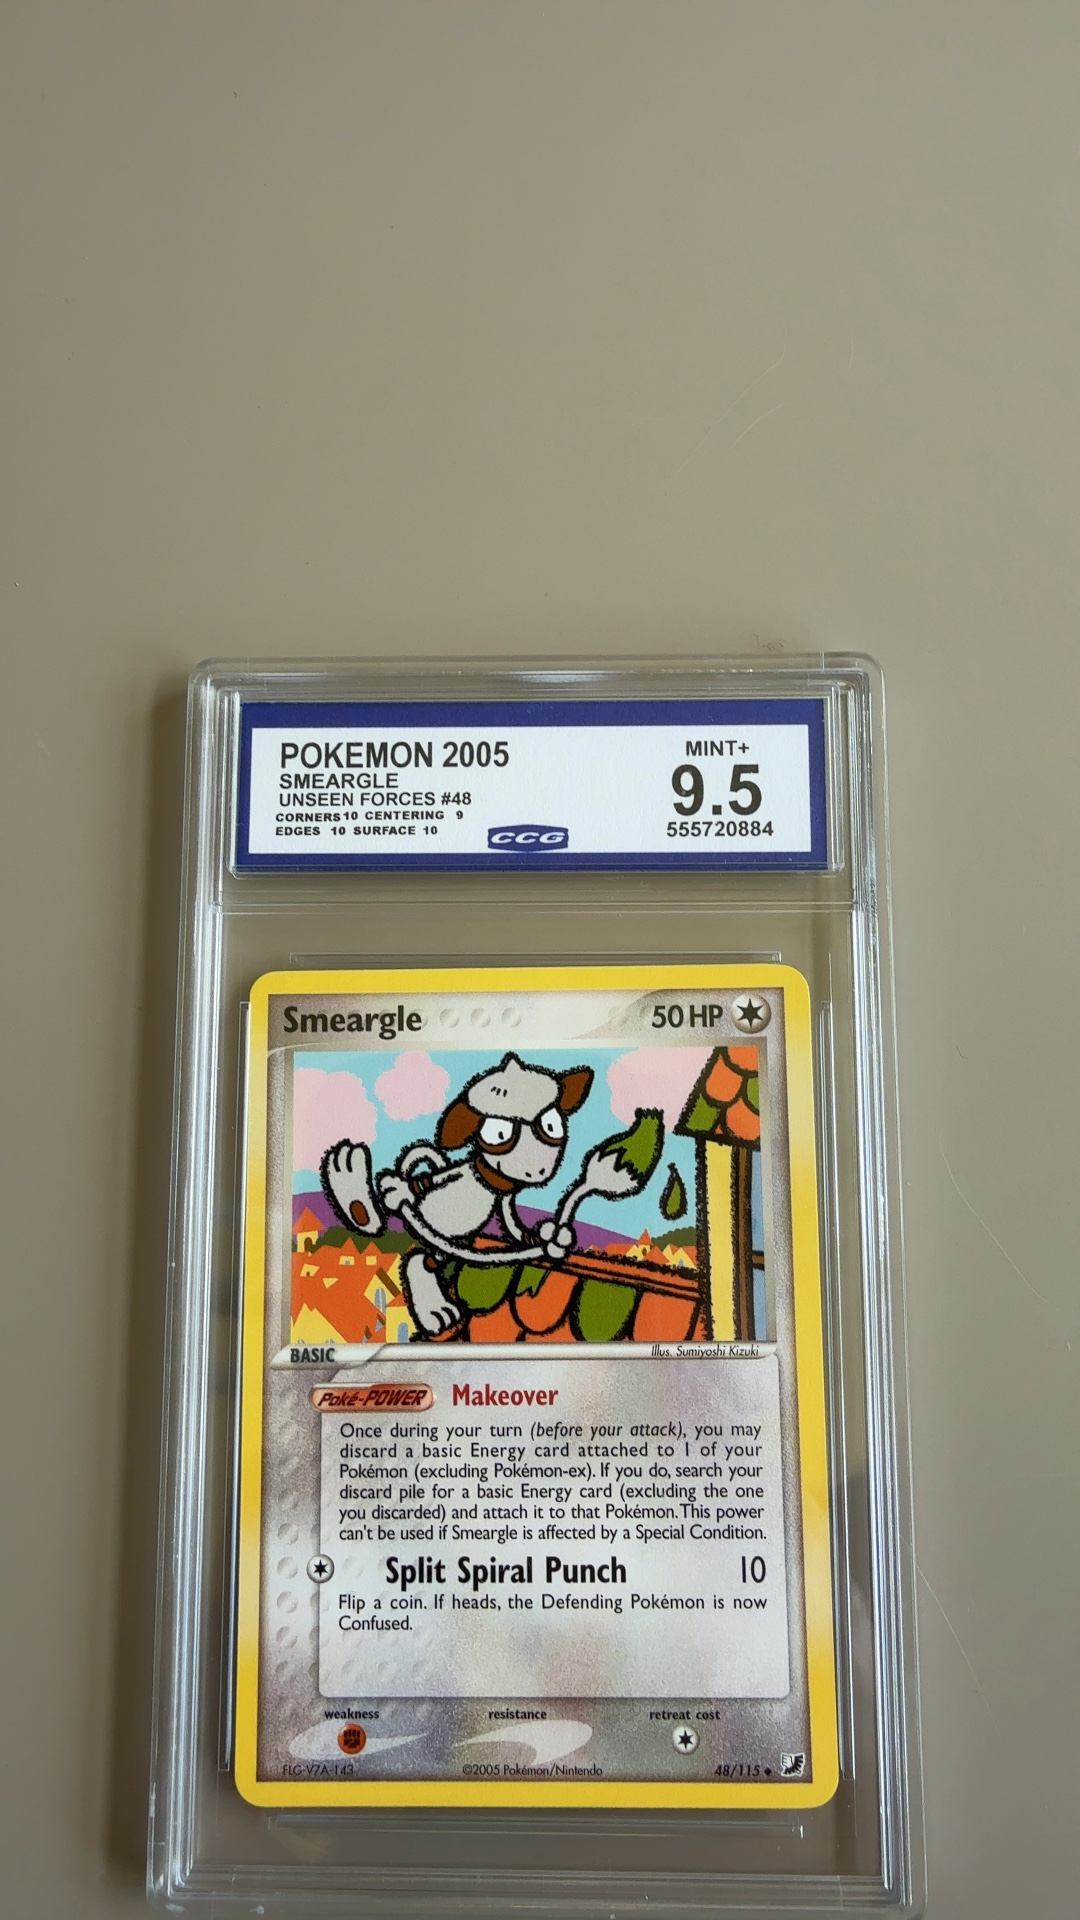 POKEMON 2005
SMEARGLE
UNSEEN FORCES #48
CORNERS 10 CENTERING 9
EDGES 10 SURFACE 10
CCG
MINT+
9.5
555720884
Smeargle 50 HP
BASIC
Illus. Sumiyoshi Kizuki
Poké-POWER Makeover
Once during your turn (before your attack), you may
discard a basic Energy card attached to 1 of your
Pokémon (excluding Pokémon-ex). If you do, search your
discard pile for a basic Energy card (excluding the one
you discarded) and attach it to that Pokémon. This power
can't be used if Smeargle is affected by a Special Condition.
Split Spiral Punch 10
Flip a coin. If heads, the Defending Pokémon is now
Confused.
weakness resistance retreat cost
FLG-V7A-143 ©2005 Pokémon/Nintendo 48/115